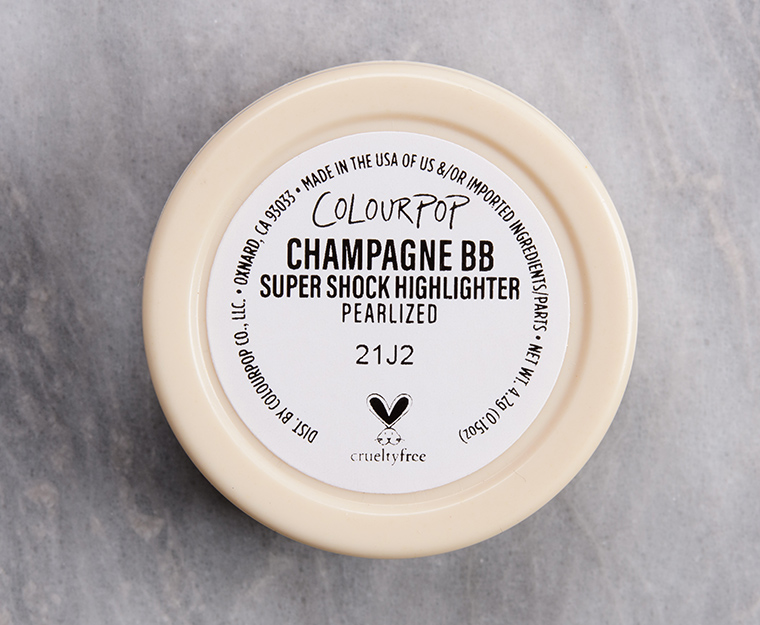 DIST. BY COLOURPOP CO., LLC. • OXNARD, CA 93033 • MADE IN THE USA OF US &/OR IMPORTED INGREDIENTS/PARTS • NET WT. 4.2g (0.15oz)
COLOURPOP
CHAMPAGNE BB
SUPER SHOCK HIGHLIGHTER
PEARLIZED
21J2
crueltyfree